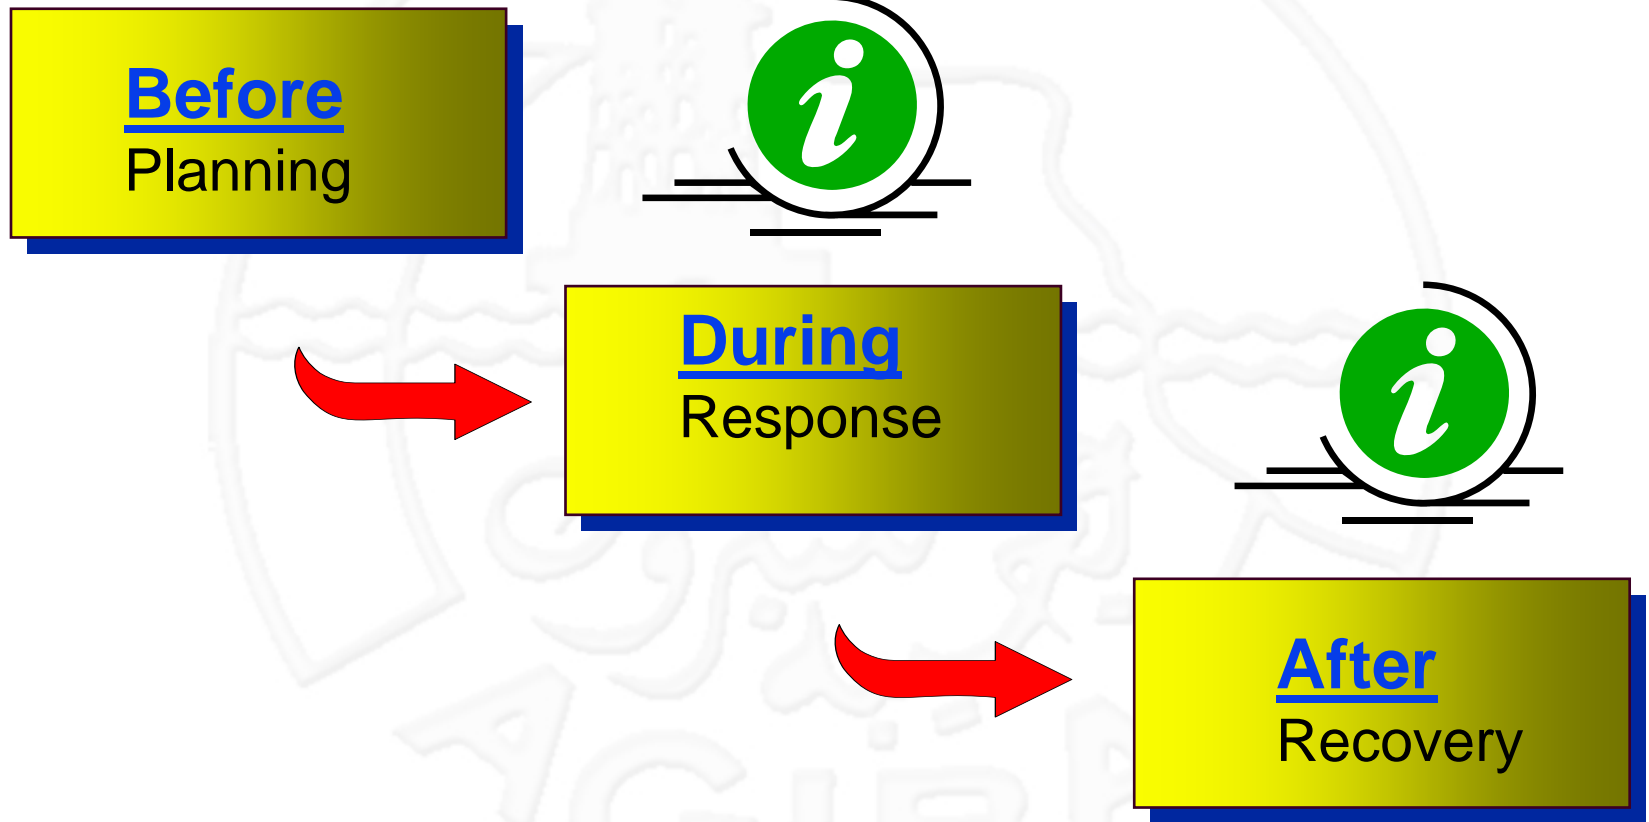 Before
Planning
i
During
Response
i
After
Recovery